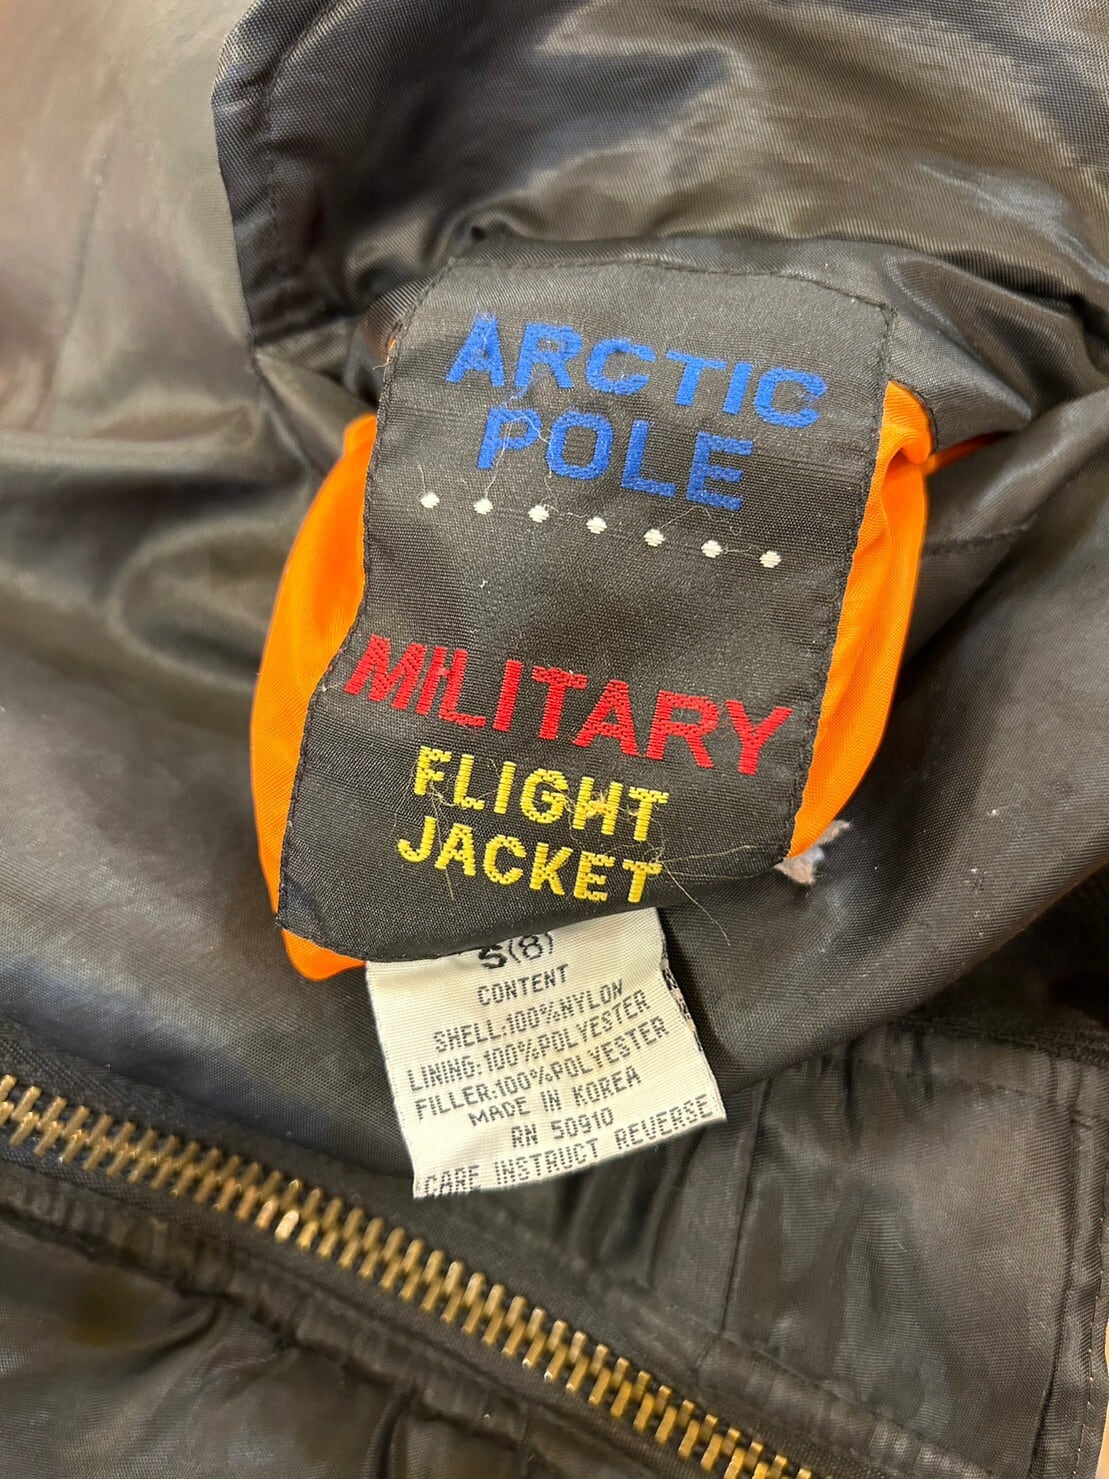 ARCTIC
POLE
MILITARY
FLIGHT
JACKET
S(8)
CONTENT
SHELL:100%NYLON
LINING:100%POLYESTER
FILLER:100%POLYESTER
MADE IN KOREA
RN 50910
CARE INSTRUCT REVERSE